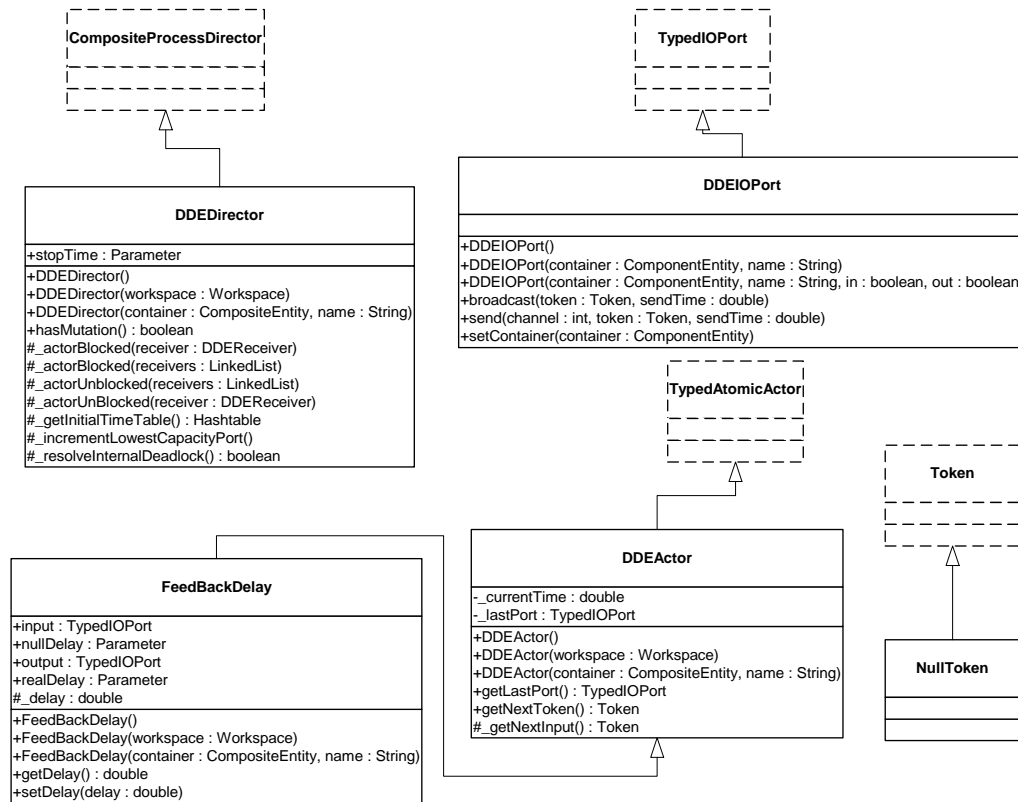 CompositeProcessDirector
TypedIOPort
DDEDirector
+stopTime : Parameter
+DDEDirector()
+DDEDirector(workspace : Workspace)
+DDEDirector(container : CompositeEntity, name : String)
+hasMutation() : boolean
#_actorBlocked(receiver : DDEReceiver)
#_actorBlocked(receivers : LinkedList)
#_actorUnblocked(receivers : LinkedList)
#_actorUnBlocked(receiver : DDEReceiver)
#_getInitialTimeTable() : Hashtable
#_incrementLowestCapacityPort()
#_resolveInternalDeadlock() : boolean
DDEIOPort
+DDEIOPort()
+DDEIOPort(container : ComponentEntity, name : String)
+DDEIOPort(container : ComponentEntity, name : String, in : boolean, out : boolean
+broadcast(token : Token, sendTime : double)
+send(channel : int, token : Token, sendTime : double)
+setContainer(container : ComponentEntity)
TypedAtomicActor
Token
FeedBackDelay
+input : TypedIOPort
+nullDelay : Parameter
+output : TypedIOPort
+realDelay : Parameter
#_delay : double
+FeedBackDelay()
+FeedBackDelay(workspace : Workspace)
+FeedBackDelay(container : CompositeEntity, name : String)
+getDelay() : double
+setDelay(delay : double)
DDEActor
-_currentTime : double
-_lastPort : TypedIOPort
+DDEActor()
+DDEActor(workspace : Workspace)
+DDEActor(container : CompositeEntity, name : String)
+getLastPort() : TypedIOPort
+getNextToken() : Token
#_getNextInput() : Token
NullToken